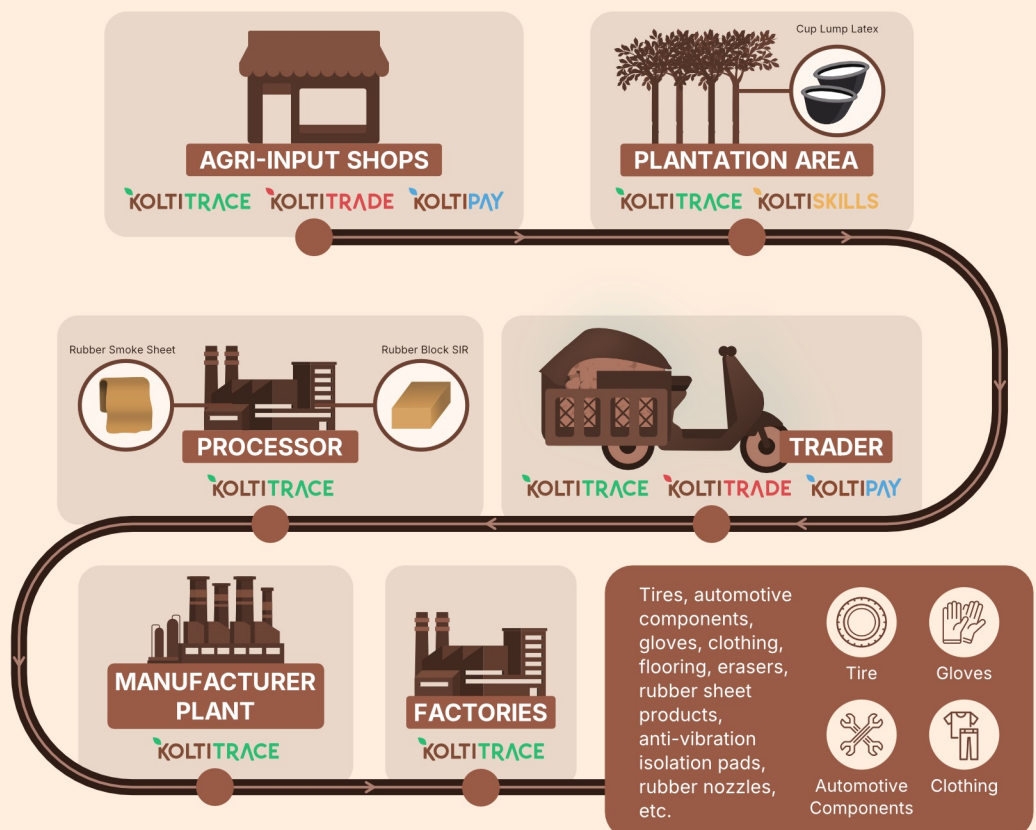 Cup Lump Latex
AGRI-INPUT SHOPS
KOLTITRACE KOLTITRADE KOLTIPAY
PLANTATION AREA
KOLTITRACE KOLTISKILLS
Rubber Smoke Sheet
Rubber Block SIR
PROCESSOR
KOLTITRACE
TRADER
KOLTITRACE KOLTITRADE KOLTIPAY
MANUFACTURER
PLANT
KOLTITRACE
FACTORIES
KOLTITRACE
Tires, automotive
components,
gloves, clothing,
flooring, erasers,
rubber sheet
products,
anti-vibration
isolation pads,
rubber nozzles,
etc.
Tire
Gloves
Automotive
Components
Clothing